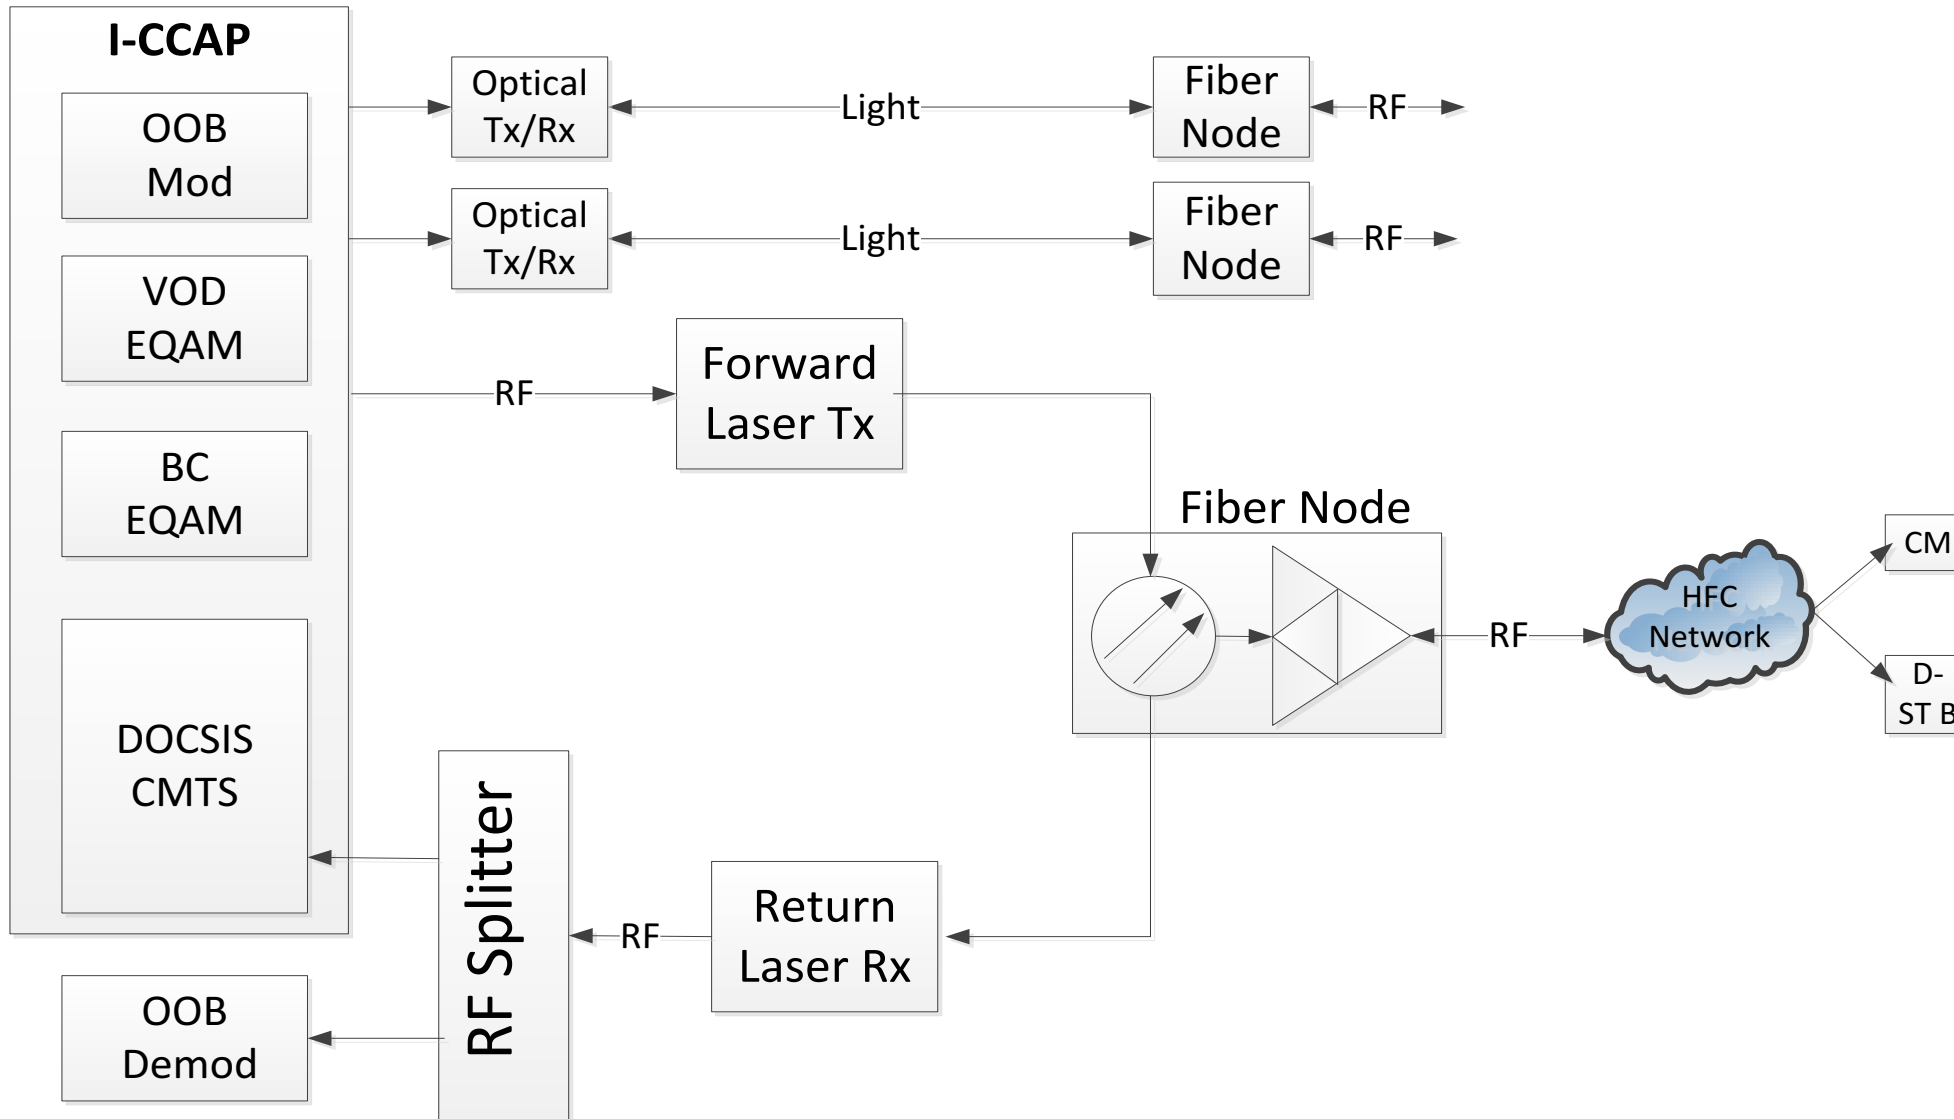 I-CCAP
OOB
Mod
VOD
EQAM
BC
EQAM
DOCSIS
CMTS
OOB
Demod
Optical
Tx/Rx
Light
Fiber
Node
RF
Optical
Tx/Rx
Light
Fiber
Node
RF
RF
Forward
Laser Tx
Fiber Node
RF
HFC
Network
CM
D-
ST B
Return
Laser Rx
RF
RF Splitter